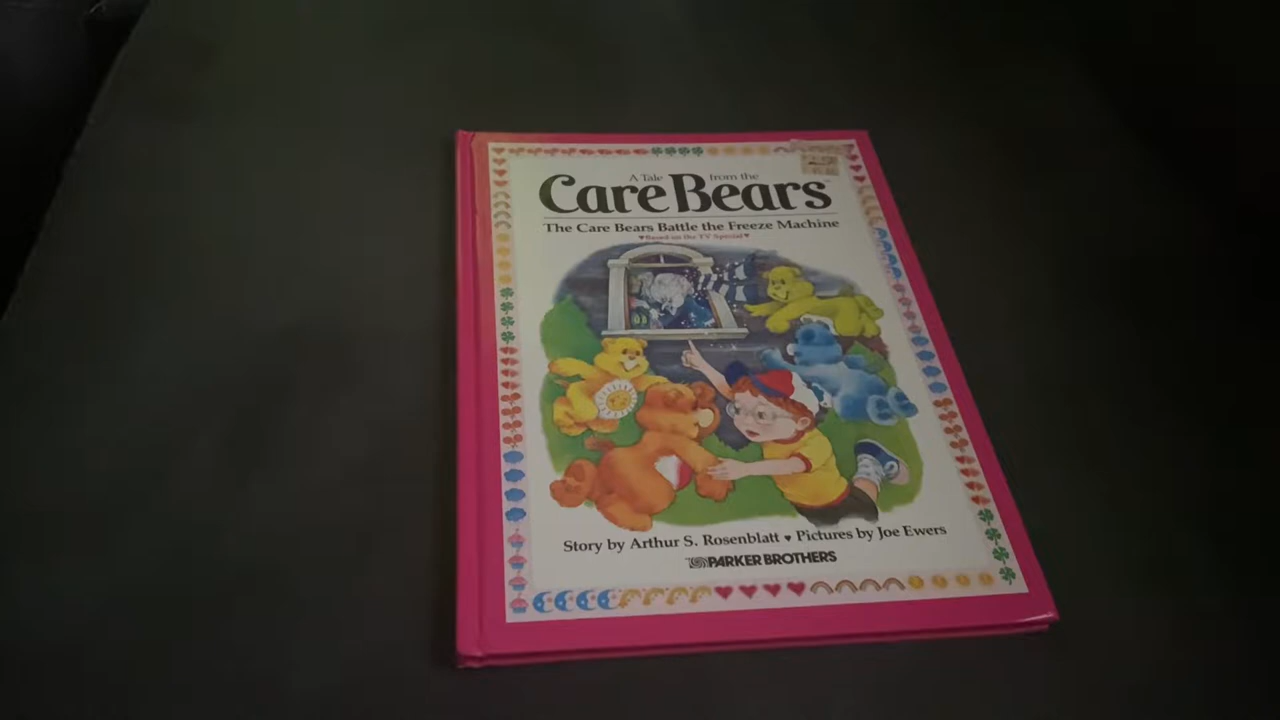 A Tale from the
Care Bears
The Care Bears Battle the Freeze Machine
♥Based on the TV Special♥
Story by Arthur S. Rosenblatt ♥ Pictures by Joe Ewers
PARKER BROTHERS